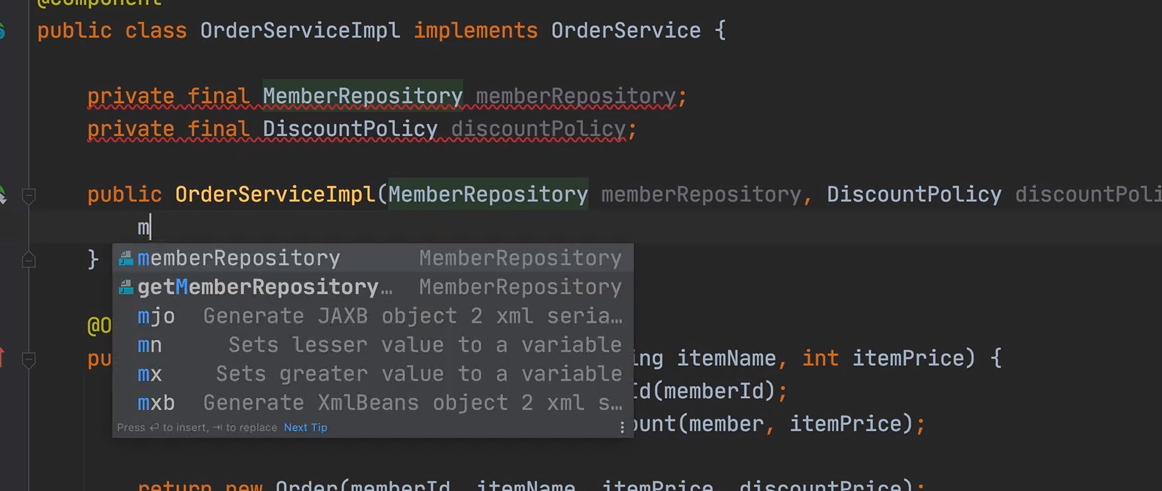 @Component
public class OrderServiceImpl implements OrderService {
private final MemberRepository memberRepository;
private final DiscountPolicy discountPolicy;
public OrderServiceImpl(MemberRepository memberRepository, DiscountPolicy discountPoli
m
}
memberRepository MemberRepository
getMemberRepository… MemberRepository
mjo Generate JAXB object 2 xml seria…
@O
mn Sets lesser value to a variable
pu ing itemName, int itemPrice) {
mx Sets greater value to a variable
Id(memberId);
mxb Generate XmlBeans object 2 xml s…
ount(member, itemPrice);
Press ⏎ to insert, ⇥ to replace Next Tip
return new Order(memberId, itemName, itemPrice, discountPrice);